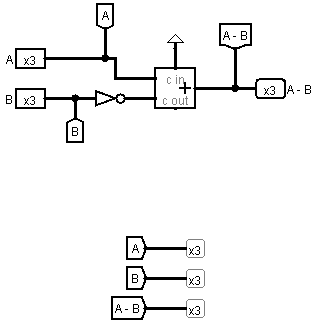 A
A - B
A x3
c in
+
B x3
c out
x3 A - B
B
A x3
B x3
A - B x3